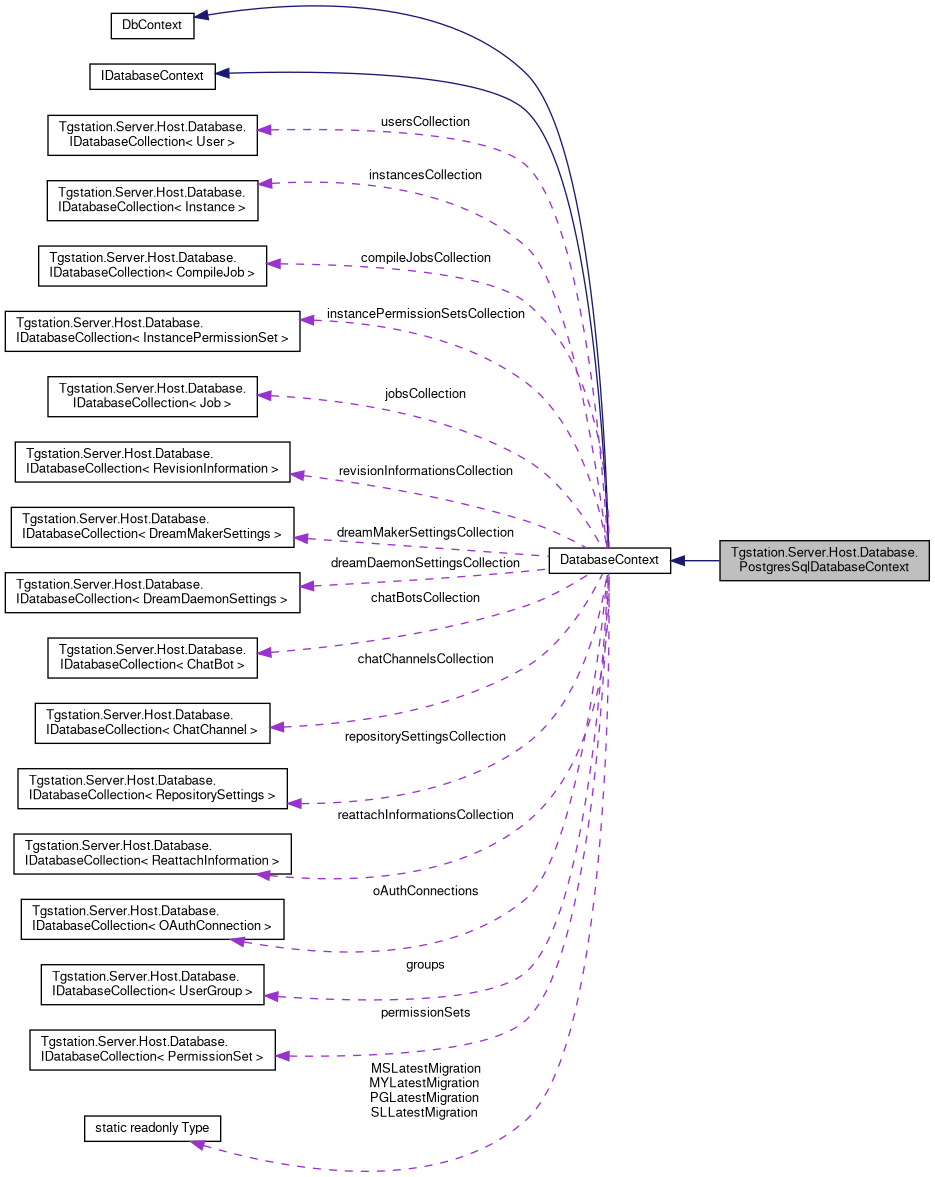 DbContext
IDatabaseContext
Tgstation.Server.Host.Database.
IDatabaseCollection< User >
usersCollection
Tgstation.Server.Host.Database.
IDatabaseCollection< Instance >
instancesCollection
Tgstation.Server.Host.Database.
IDatabaseCollection< CompileJob >
compileJobsCollection
Tgstation.Server.Host.Database.
IDatabaseCollection< InstancePermissionSet >
instancePermissionSetsCollection
Tgstation.Server.Host.Database.
IDatabaseCollection< Job >
jobsCollection
Tgstation.Server.Host.Database.
IDatabaseCollection< RevisionInformation >
revisionInformationsCollection
Tgstation.Server.Host.Database.
IDatabaseCollection< DreamMakerSettings >
dreamMakerSettingsCollection
DatabaseContext
Tgstation.Server.Host.Database.
PostgresSqlDatabaseContext
Tgstation.Server.Host.Database.
IDatabaseCollection< DreamDaemonSettings >
dreamDaemonSettingsCollection
Tgstation.Server.Host.Database.
IDatabaseCollection< ChatBot >
chatBotsCollection
Tgstation.Server.Host.Database.
IDatabaseCollection< ChatChannel >
chatChannelsCollection
Tgstation.Server.Host.Database.
IDatabaseCollection< RepositorySettings >
repositorySettingsCollection
Tgstation.Server.Host.Database.
IDatabaseCollection< ReattachInformation >
reattachInformationsCollection
Tgstation.Server.Host.Database.
IDatabaseCollection< OAuthConnection >
oAuthConnections
Tgstation.Server.Host.Database.
IDatabaseCollection< UserGroup >
groups
Tgstation.Server.Host.Database.
IDatabaseCollection< PermissionSet >
permissionSets
static readonly Type
MSLatestMigration
MYLatestMigration
PGLatestMigration
SLLatestMigration